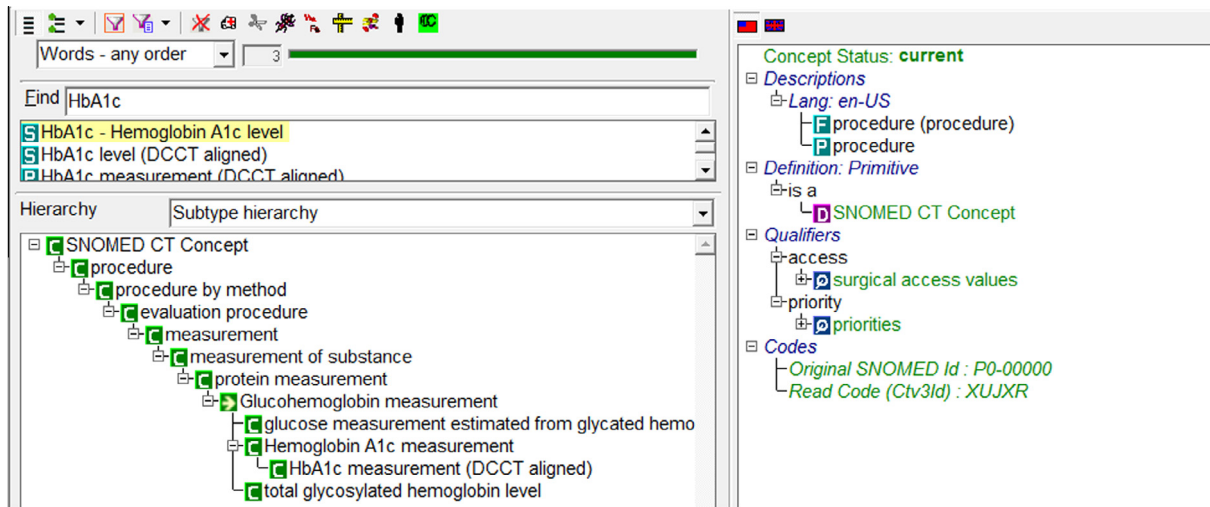 Words - any order
3
Find HbA1c
S HbA1c - Hemoglobin A1c level
S HbA1c level (DCCT aligned)
P HbA1c measurement (DCCT aligned)
Hierarchy Subtype hierarchy
C SNOMED CT Concept
C procedure
C procedure by method
C evaluation procedure
C measurement
C measurement of substance
C protein measurement
Glucohemoglobin measurement
C glucose measurement estimated from glycated hemo
C Hemoglobin A1c measurement
C HbA1c measurement (DCCT aligned)
C total glycosylated hemoglobin level
Concept Status: current
Descriptions
Lang: en-US
F procedure (procedure)
P procedure
Definition: Primitive
is a
D SNOMED CT Concept
Qualifiers
access
surgical access values
priority
priorities
Codes
Original SNOMED Id : P0-00000
Read Code (Ctv3Id) : XUJXR